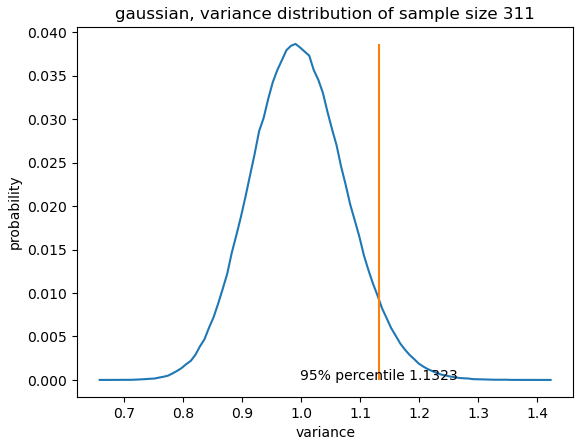 gaussian, variance distribution of sample size 311
0.040
0.035
0.030
0.025
0.020
0.015
0.010
0.005
0.000
probability
95% percentile 1.1323
0.7 0.8 0.9 1.0 1.1 1.2 1.3 1.4
variance